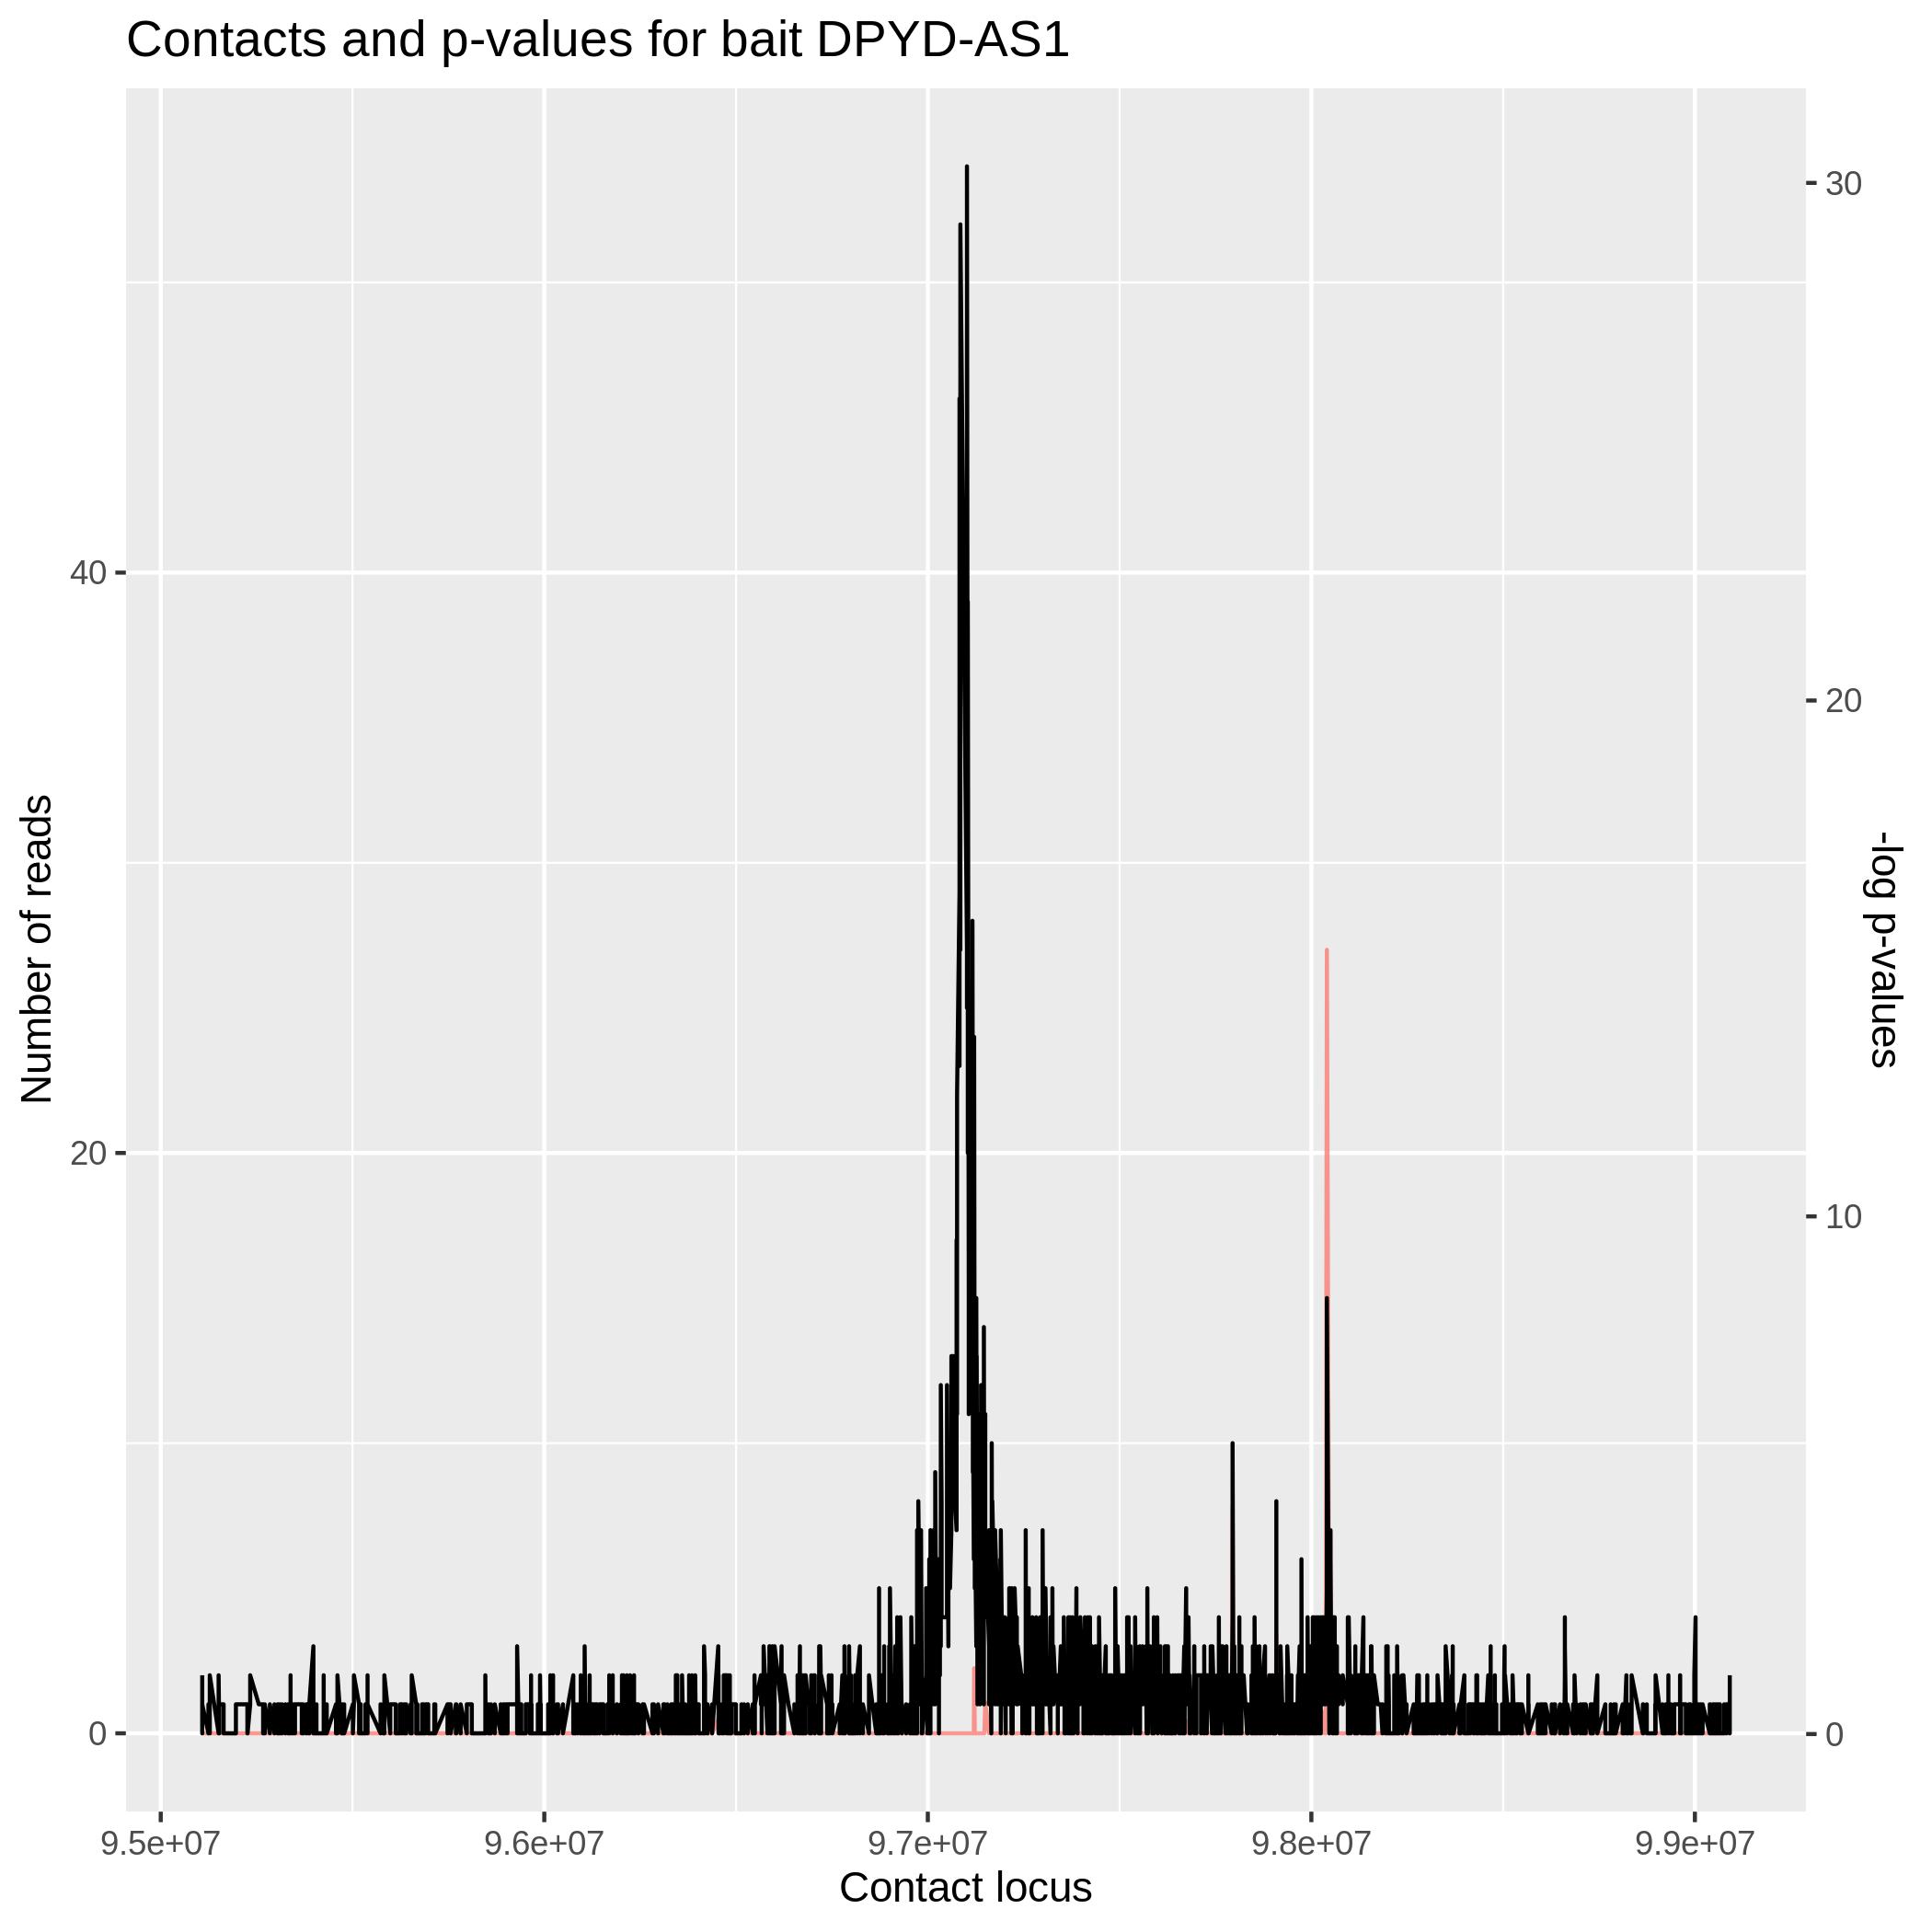 Contacts and p-values for bait DPYD-AS1
Number of reads
40
20
0
30
20
10
0
-log p-values
9.5e+07 9.6e+07 9.7e+07 9.8e+07 9.9e+07
Contact locus